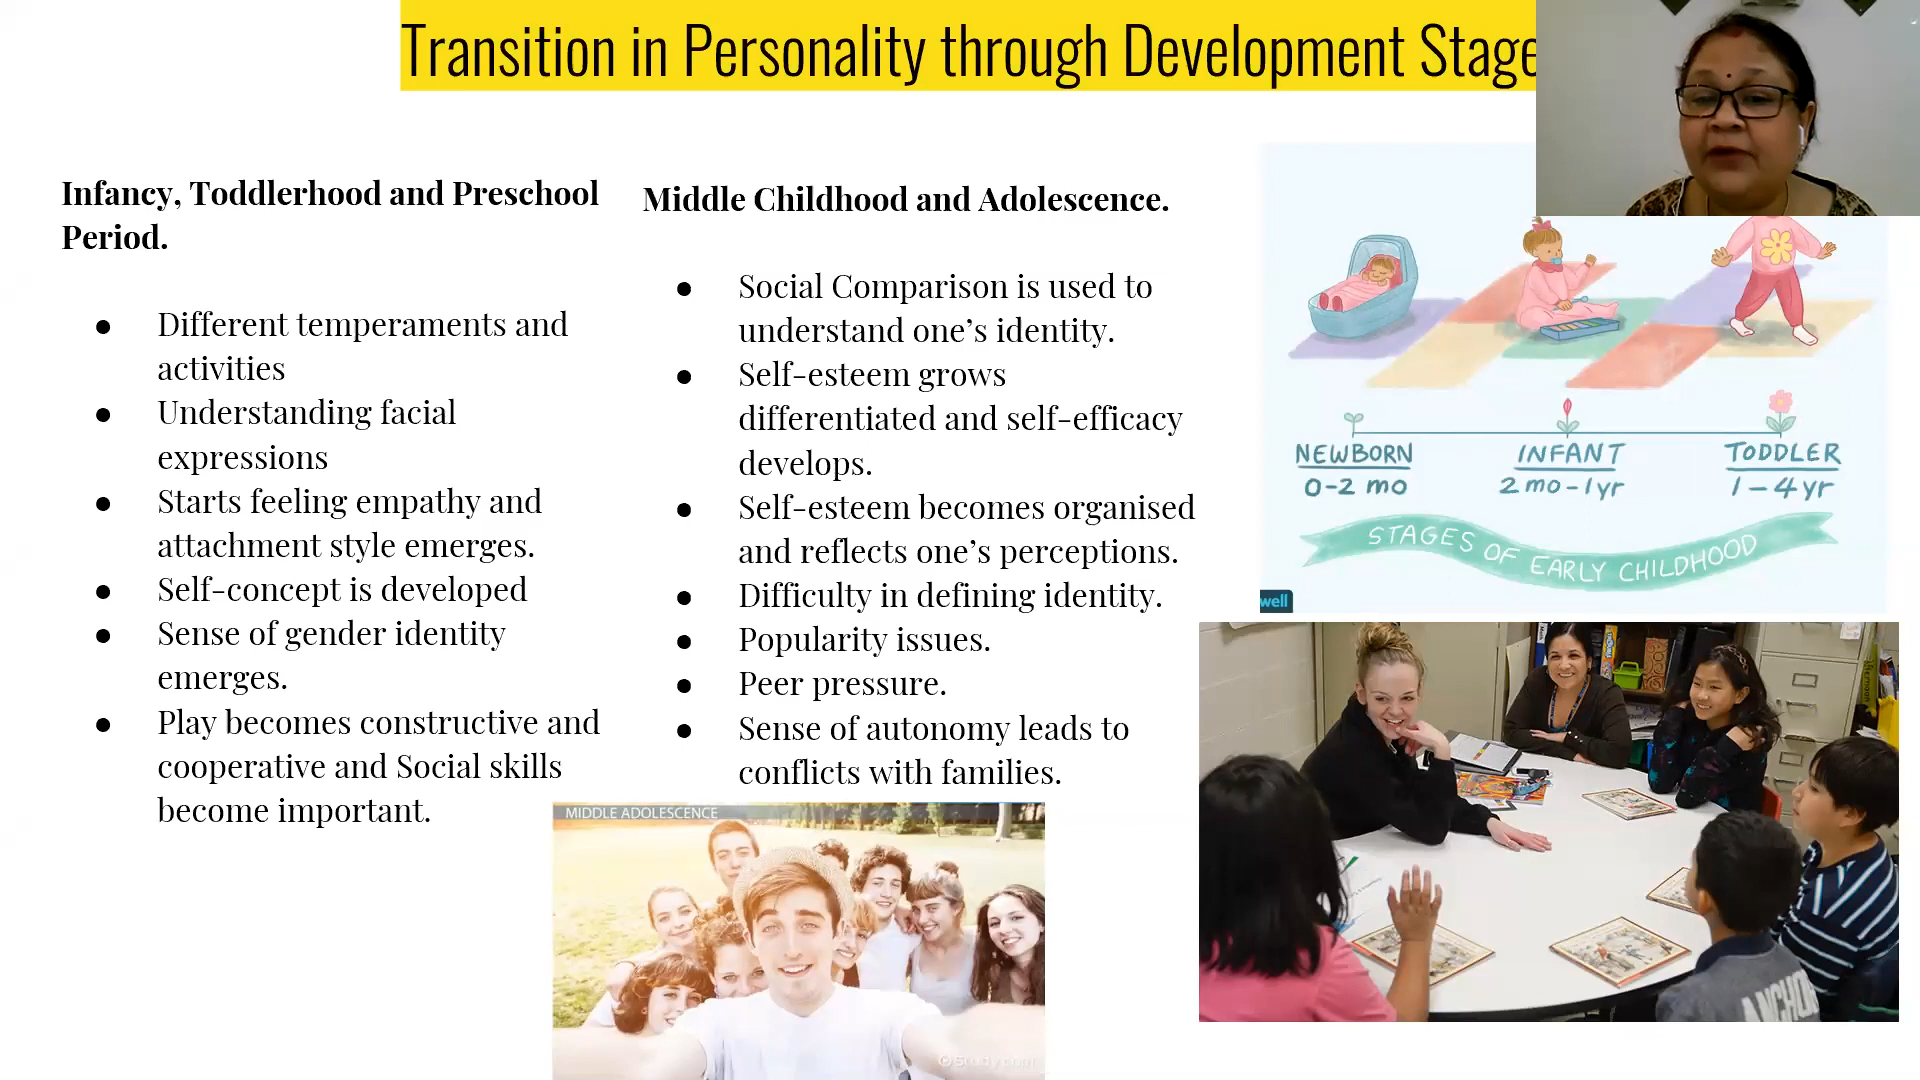 Transition in Personality through Development Stage
Infancy, Toddlerhood and Preschool
Period.
● Different temperaments and
activities
● Understanding facial
expressions
● Starts feeling empathy and
attachment style emerges.
● Self-concept is developed
● Sense of gender identity
emerges.
● Play becomes constructive and
cooperative and Social skills
become important.
Middle Childhood and Adolescence.
● Social Comparison is used to
understand one’s identity.
● Self-esteem grows
differentiated and self-efficacy
develops.
● Self-esteem becomes organised
and reflects one’s perceptions.
● Difficulty in defining identity.
● Popularity issues.
● Peer pressure.
● Sense of autonomy leads to
conflicts with families.
NEWBORN
0-2 mo
INFANT
2 mo-1yr
TODDLER
1-4 yr
STAGES OF EARLY CHILDHOOD
well
MIDDLE ADOLESCENCE
©Study.com
ANCHO